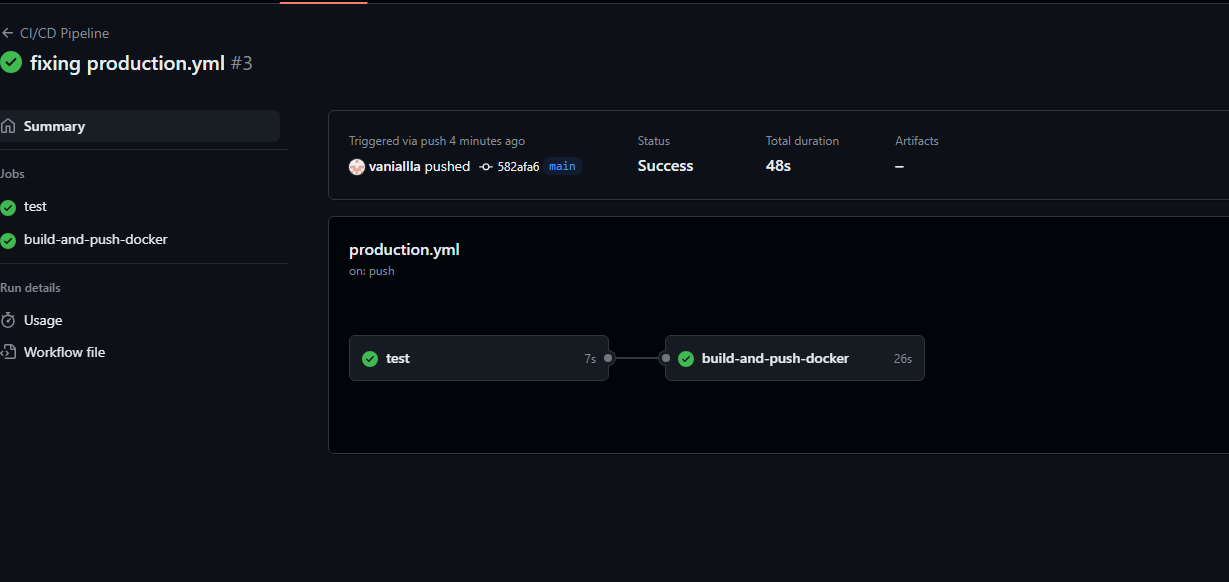 CI/CD Pipeline
fixing production.yml #3
Summary
Jobs
test
build-and-push-docker
Run details
Usage
Workflow file
Triggered via push 4 minutes ago
vaniallla pushed 582afa6 main
Status
Success
Total duration
48s
Artifacts
–
production.yml
on: push
test 7s
build-and-push-docker 26s